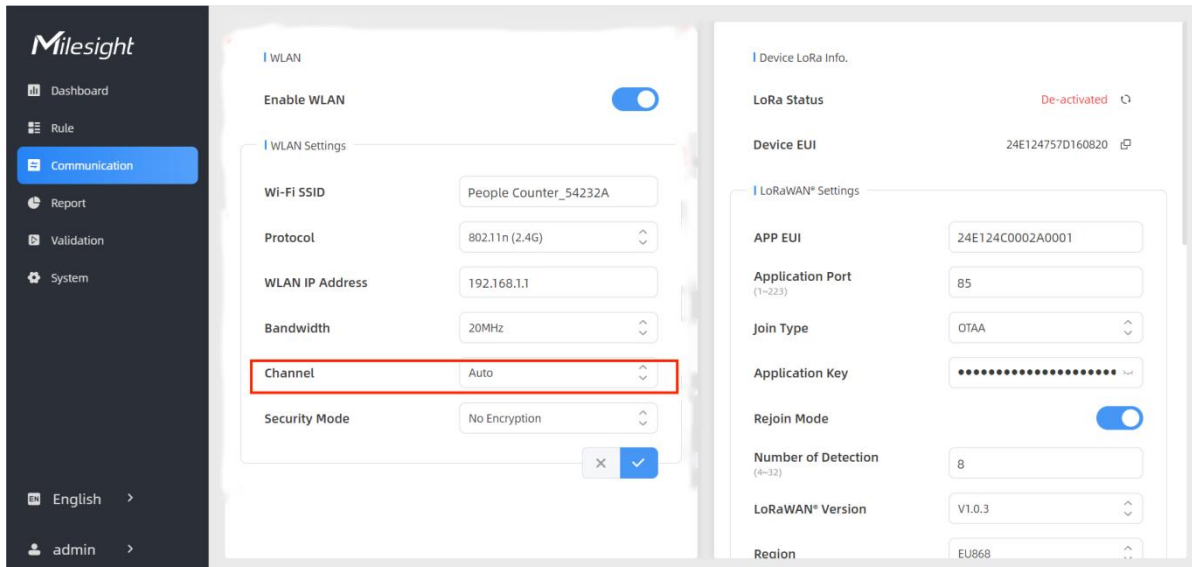 Milesight
Dashboard
Rule
Communication
Report
Validation
System
EN English >
admin >
WLAN
Enable WLAN
WLAN Settings
Wi-Fi SSID People Counter_54232A
Protocol 802.11n (2.4G)
WLAN IP Address 192.168.1.1
Bandwidth 20MHz
Channel Auto
Security Mode No Encryption
Device LoRa Info.
LoRa Status De-activated
Device EUI 24E124757D160820
LoRaWAN® Settings
APP EUI 24E124C0002A0001
Application Port 85
(1~223)
Join Type OTAA
Application Key •••••••••••••••••••••
Rejoin Mode
Number of Detection 8
(4~32)
LoRaWAN® Version V1.0.3
Region EU868